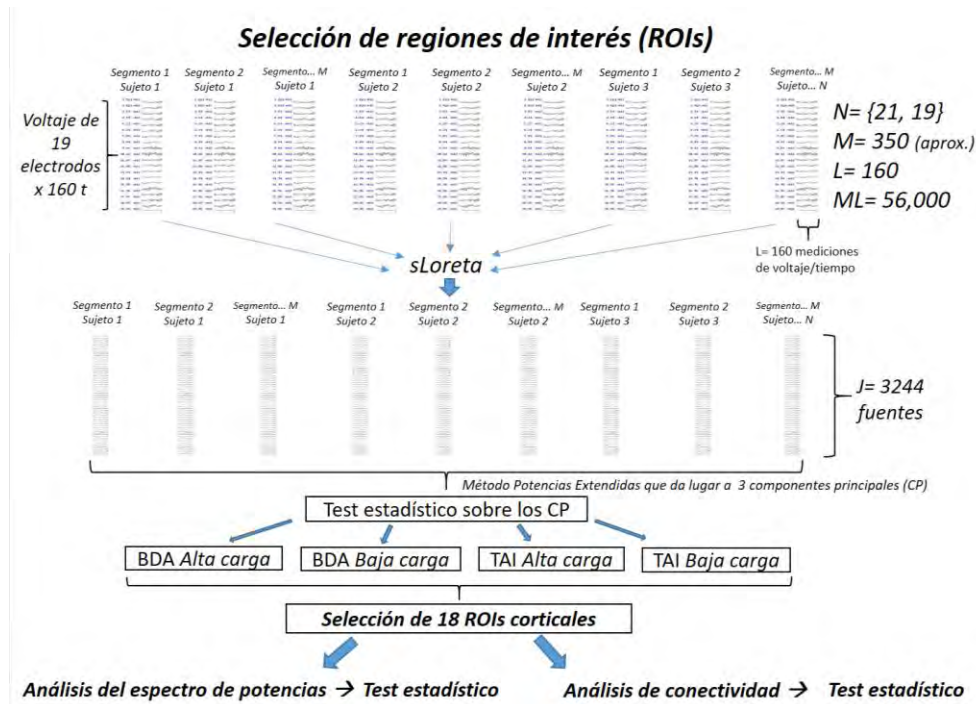 Selección de regiones de interés (ROIs)
Segmento 1 Segmento 2 Segmento... M Segmento 1 Segmento 2 Segmento... M Segmento 1 Segmento 2 Segmento... M
Sujeto 1 Sujeto 1 Sujeto 1 Sujeto 2 Sujeto 2 Sujeto 2 Sujeto 3 Sujeto 3 Sujeto... N
Voltaje de
19
electrodos
x 160 t
N= {21, 19}
M= 350 (aprox.)
L= 160
ML= 56,000
L= 160 mediciones
de voltaje/tiempo
sLoreta
Segmento 1 Segmento 2 Segmento... M Segmento 1 Segmento 2 Segmento... M Segmento 1 Segmento 2 Segmento... M
Sujeto 1 Sujeto 1 Sujeto 1 Sujeto 2 Sujeto 2 Sujeto 2 Sujeto 3 Sujeto 3 Sujeto... N
J= 3244
fuentes
Método Potencias Extendidas que da lugar a 3 componentes principales (CP)
Test estadístico sobre los CP
BDA Alta carga BDA Baja carga TAI Alta carga TAI Baja carga
Selección de 18 ROIs corticales
Análisis del espectro de potencias → Test estadístico Análisis de conectividad → Test estadístico